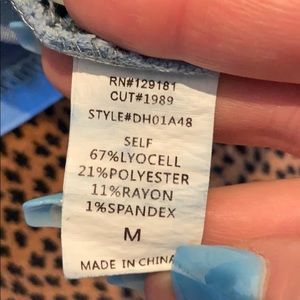 RN#129181
CUT#1989
STYLE#DH01A48
SELF
67%LYOCELL
21%POLYESTER
11%RAYON
1%SPANDEX
M
MADE IN CHINA